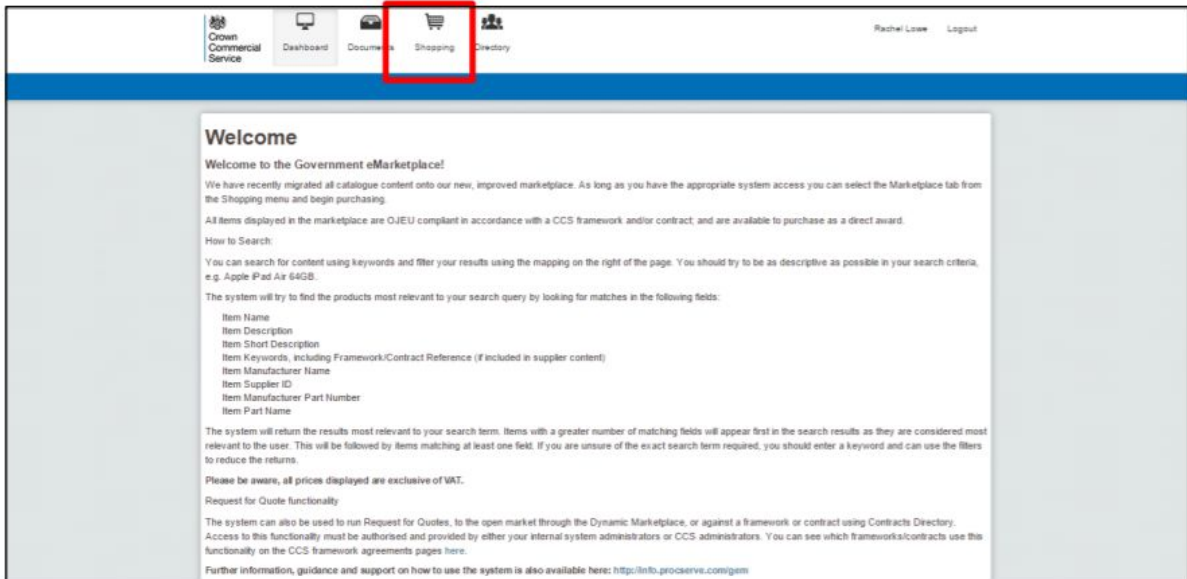 Crown
Commercial
Service
Dashboard
Documents
Shopping
Directory
Rachel Lowe
Logout
Welcome
Welcome to the Government eMarketplace!
We have recently migrated all catalogue content onto our new, improved marketplace. As long as you have the appropriate system access you can select the Marketplace tab from
the Shopping menu and begin purchasing.
All items displayed in the marketplace are OJEU compliant in accordance with a CCS framework and/or contract; and are available to purchase as a direct award.
How to Search:
You can search for content using keywords and filter your results using the mapping on the right of the page. You should try to be as descriptive as possible in your search criteria,
e.g. Apple iPad Air 64GB.
The system will try to find the products most relevant to your search query by looking for matches in the following fields:
Item Name
Item Description
Item Short Description
Item Keywords, including Framework/Contract Reference (if included in supplier content)
Item Manufacturer Name
Item Supplier ID
Item Manufacturer Part Number
Item Part Name
The system will return the results most relevant to your search term. Items with a greater number of matching fields will appear first in the search results as they are considered most
relevant to the user. This will be followed by items matching at least one field. If you are unsure of the exact search term required, you should enter a keyword and can use the filters
to reduce the returns.
Please be aware, all prices displayed are exclusive of VAT.
Request for Quote functionality
The system can also be used to run Request for Quotes, to the open market through the Dynamic Marketplace, or against a framework or contract using Contracts Directory.
Access to this functionality must be authorised and provided by either your internal system administrators or CCS administrators. You can see which frameworks/contracts use this
functionality on the CCS framework agreements pages here.
Further information, guidance and support on how to use the system is also available here: http://info.procserve.com/gem